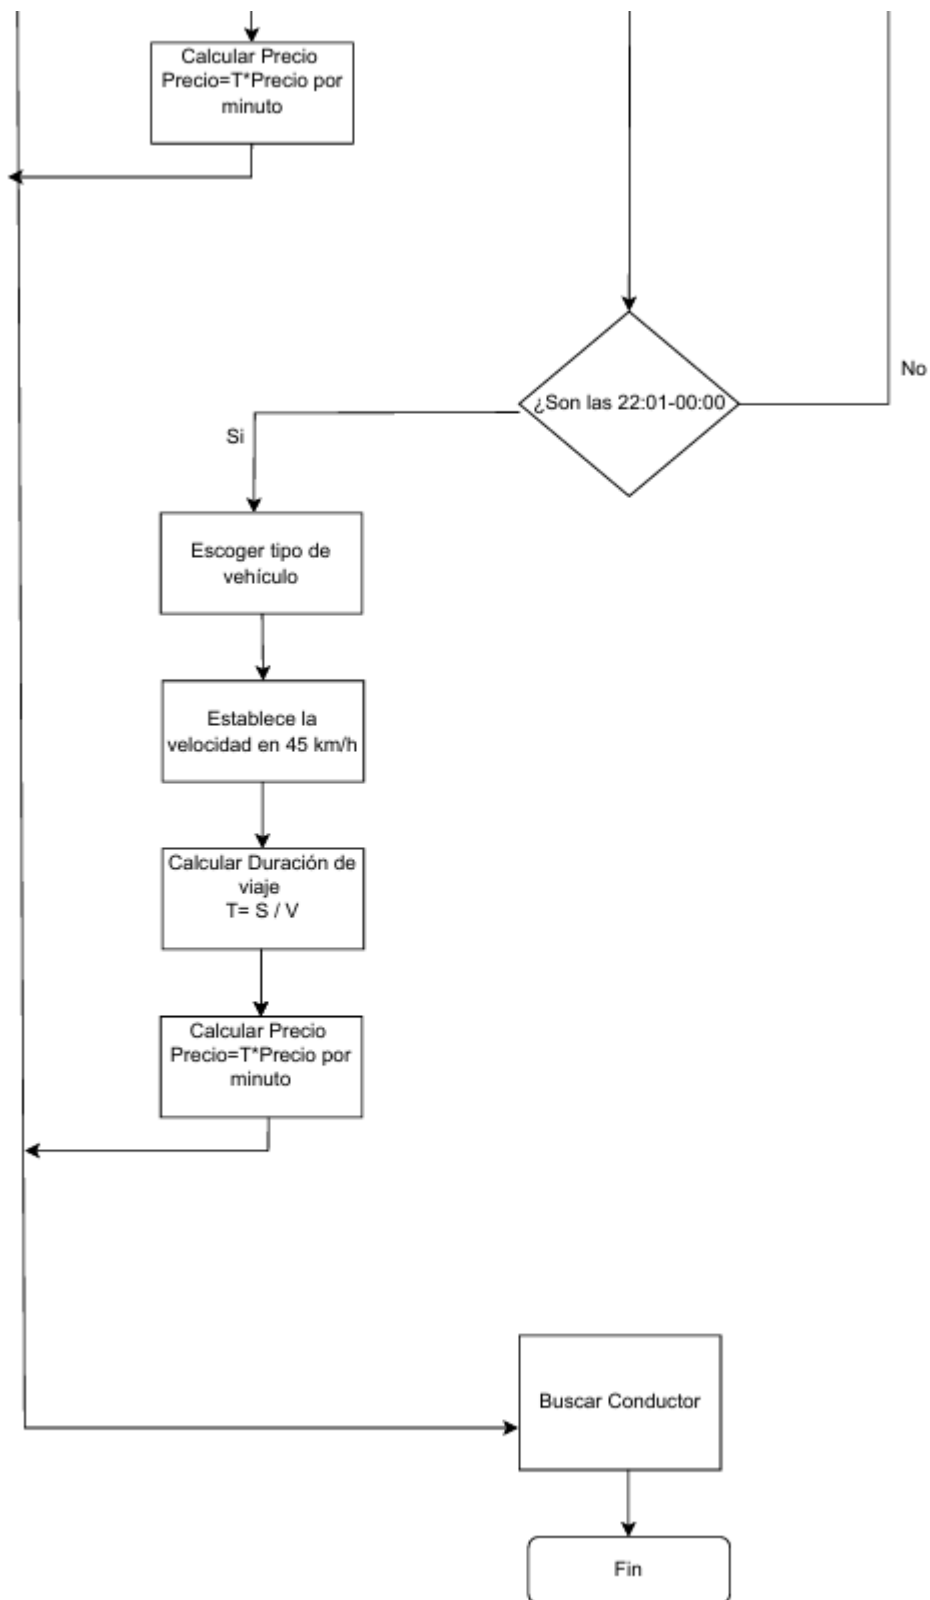 Calcular Precio
Precio=T*Precio por
minuto
No
¿Son las 22:01-00:00
Si
Escoger tipo de
vehículo
Establece la
velocidad en 45 km/h
Calcular Duración de
viaje
T= S / V
Calcular Precio
Precio=T*Precio por
minuto
Buscar Conductor
Fin